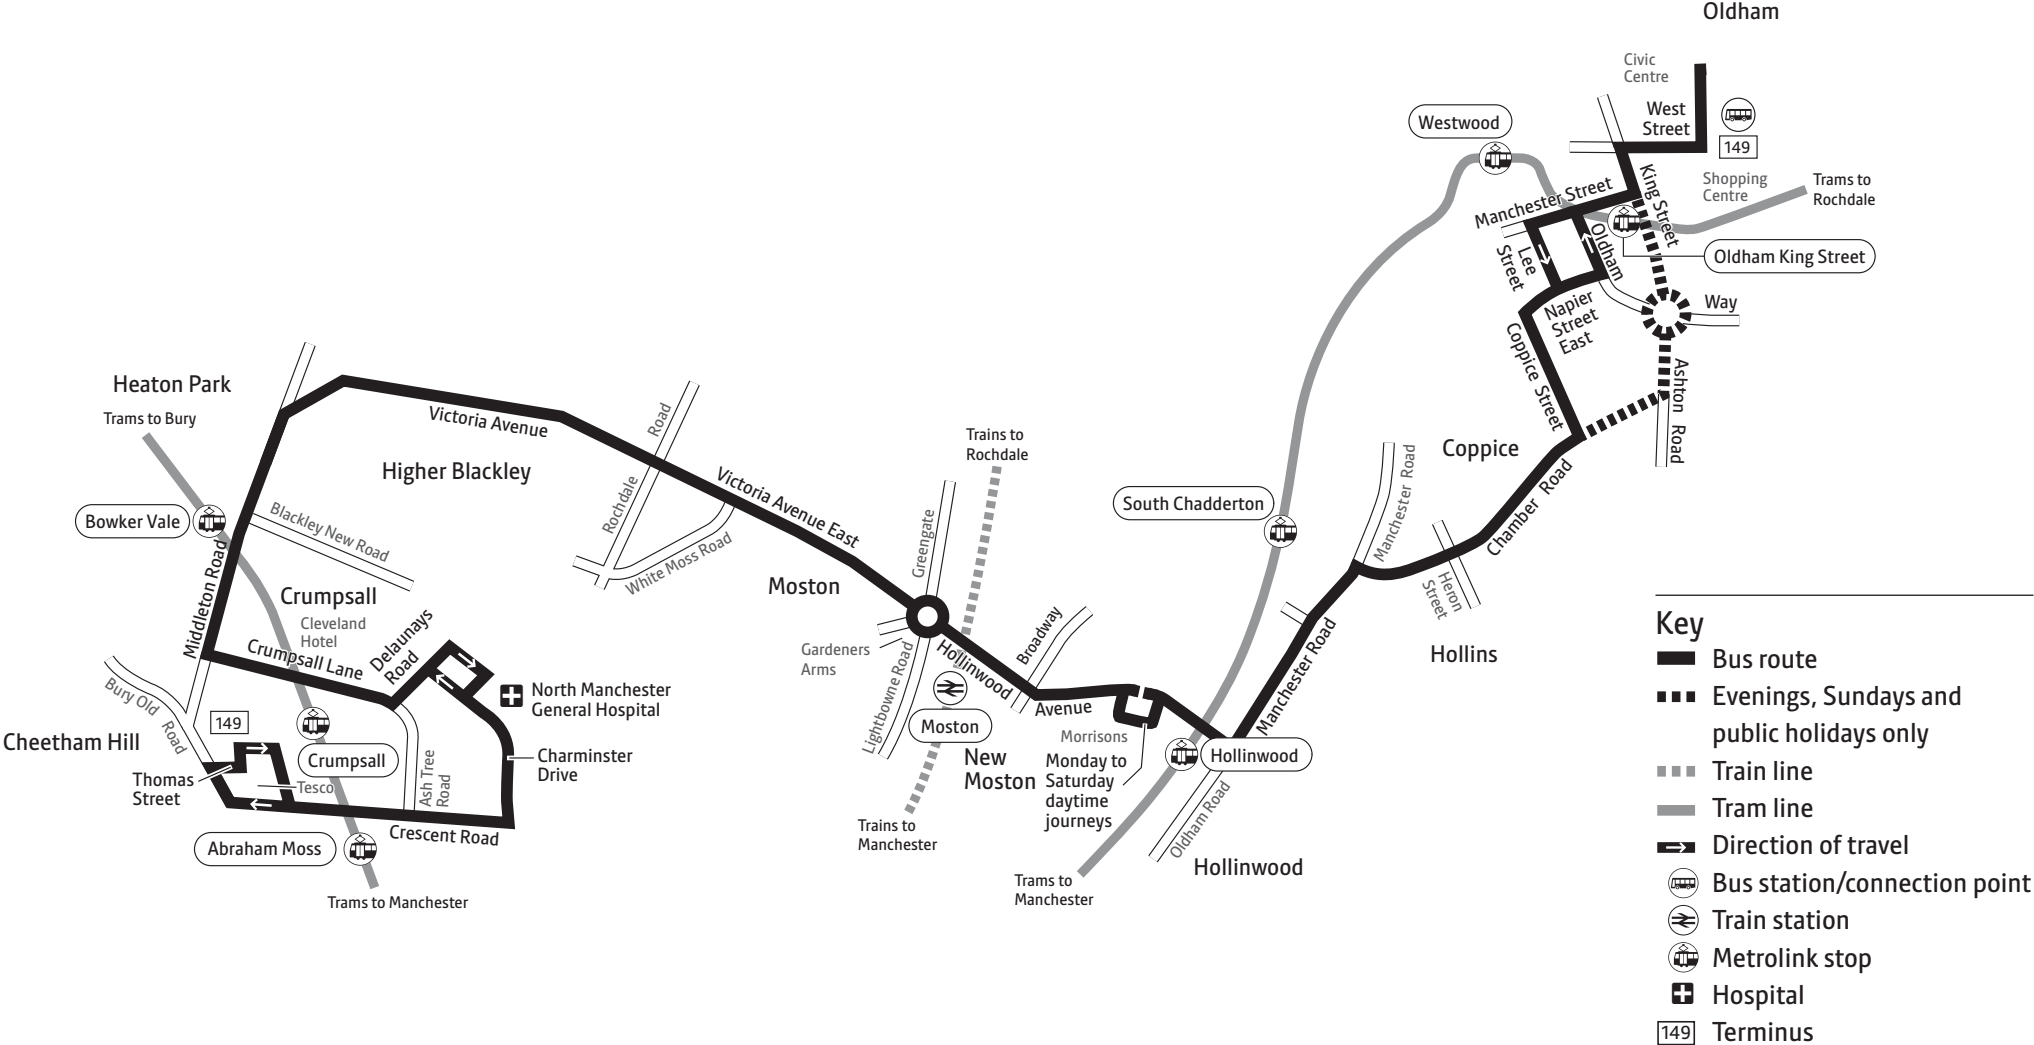 Oldham
Civic
Centre
West
Street
149
Westwood
King Street
Shopping
Centre
Trams to
Rochdale
Manchester Street
Lee
Street
Oldham
Way
Oldham King Street
Napier
Street
East
Coppice Street
Ashton Road
Heaton Park
Trams to Bury
Victoria Avenue
Higher Blackley
Rochdale Road
Victoria Avenue East
Trains to
Rochdale
Coppice
Manchester Road
Chamber Road
South Chadderton
Bowker Vale
Blackley New Road
Greengate
White Moss Road
Middleton Road
Moston
Heron
Street
Crumpsall
Cleveland
Hotel
Delaunays
Road
Crumpsall Lane
Gardeners
Arms
Hollinwood
Avenue
Broadway
Manchester Road
Hollins
Bury Old Road
North Manchester
General Hospital
Lightbowne Road
Moston
149
Cheetham Hill
Crumpsall
Charminster
Drive
Morrisons
Monday to
Saturday
daytime
journeys
Hollinwood
New
Moston
Thomas
Street
Tesco
Ash Tree
Road
Oldham Road
Crescent Road
Trains to
Manchester
Abraham Moss
Hollinwood
Trams to
Manchester
Trams to Manchester
Key
Bus route
Evenings, Sundays and
public holidays only
Train line
Tram line
Direction of travel
Bus station/connection point
Train station
Metrolink stop
Hospital
149 Terminus